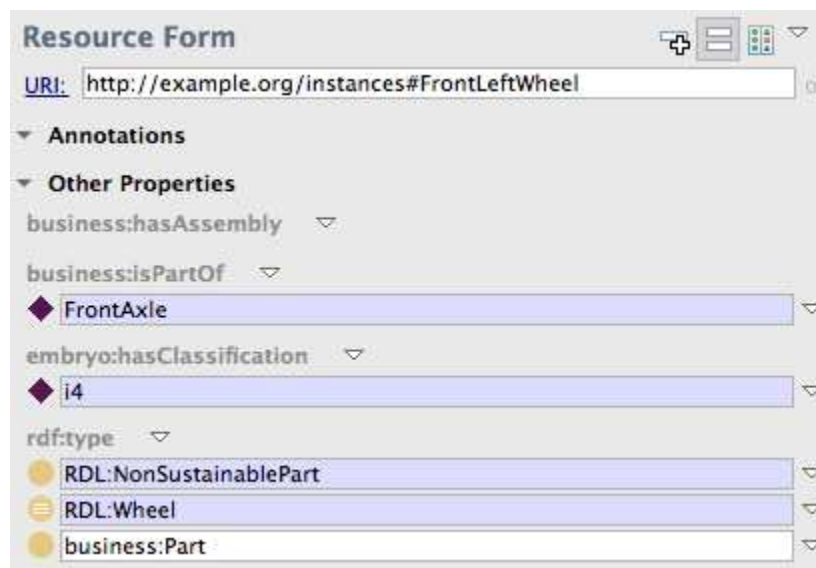 Resource Form
URI: http://example.org/instances#FrontLeftWheel
Annotations
Other Properties
business:hasAssembly
business:isPartOf
FrontAxle
embryo:hasClassification
i4
rdf:type
RDL:NonSustainablePart
RDL:Wheel
business:Part